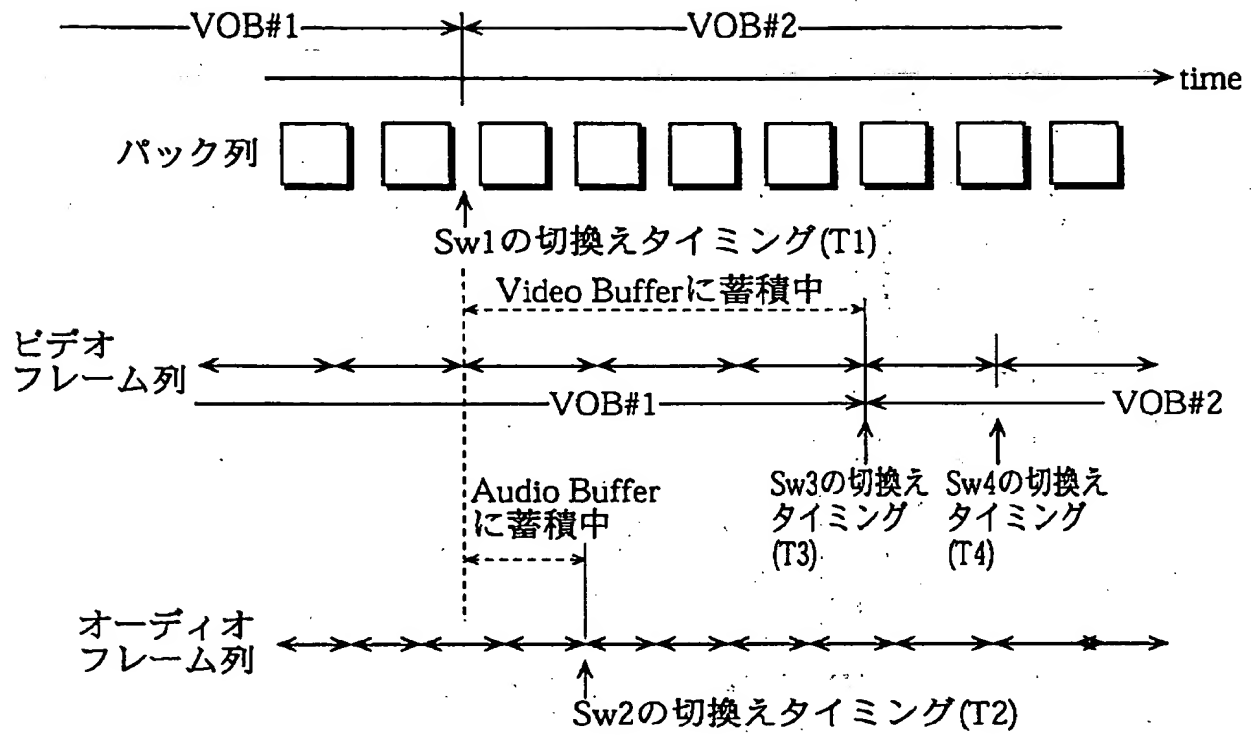 VOB#1
VOB#2
time
パック列
Sw1の切換えタイミング(T1)
Video Bufferに蓄積中
ビデオ
フレーム列
VOB#1
VOB#2
Audio Buffer
に蓄積中
Sw3の切換え
タイミング
(T3)
Sw4の切換え
タイミング
(T4)
オーディオ
フレーム列
Sw2の切換えタイミング(T2)